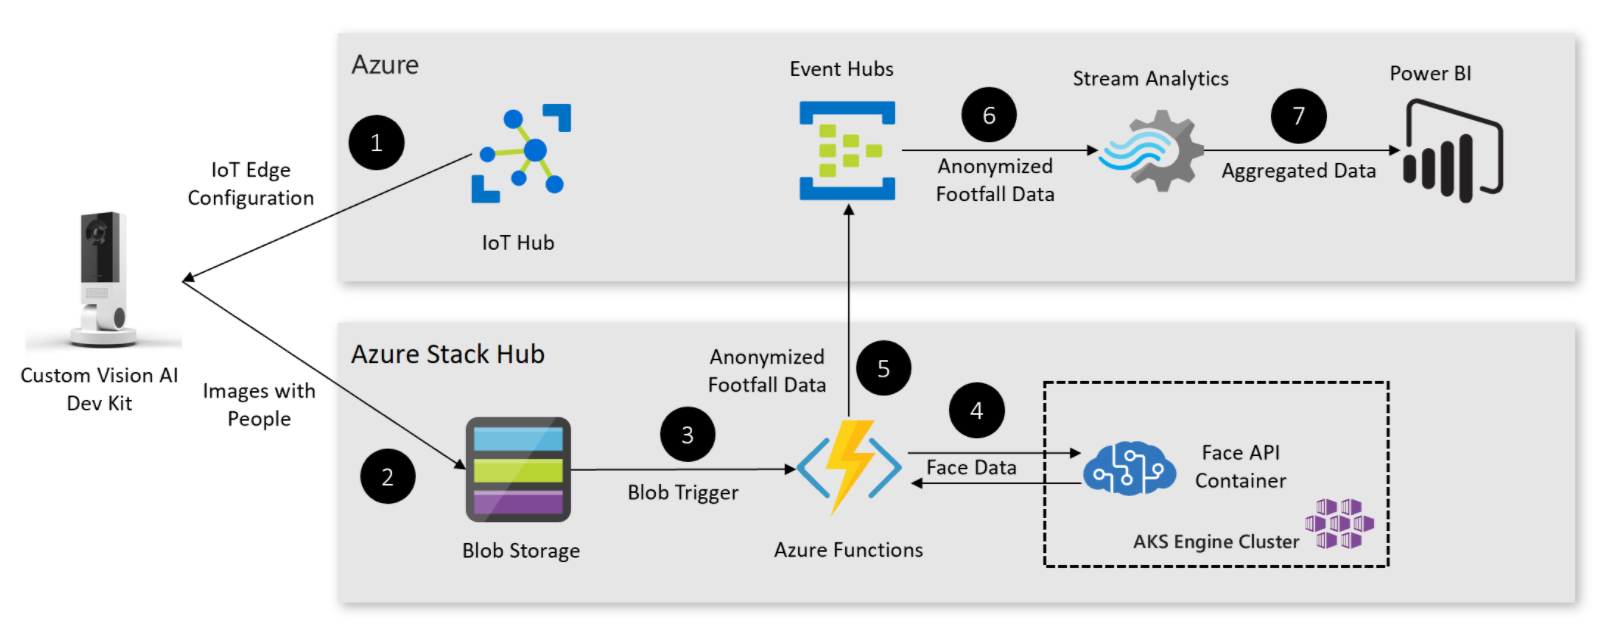 Azure
1
IoT Edge
Configuration
IoT Hub
Event Hubs
6
Anonymized
Footfall Data
Stream Analytics
7
Aggregated Data
Power BI
Custom Vision AI
Dev Kit
Images with
People
2
Azure Stack Hub
Blob Storage
3
Blob Trigger
Anonymized
Footfall Data
5
Azure Functions
4
Face Data
Face API
Container
AKS Engine Cluster